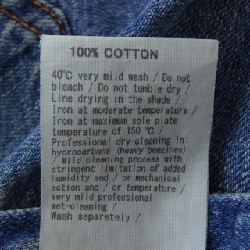 100% COTTON
40°C very mild wash / Do not
bleach / Do not tumble dry /
Line drying in the shade /
Iron at moderate temperature /
Iron at maximum sole plate
temperature of 150 °C /
Professional dry cleaning in
hydrocarbons (heavy benzines)
/ Mild cleaning process with
stringent limitation of added
humidity and / or mechanical
action and / or temperature /
Very mild professional
wet-cleaning /
Wash separately /